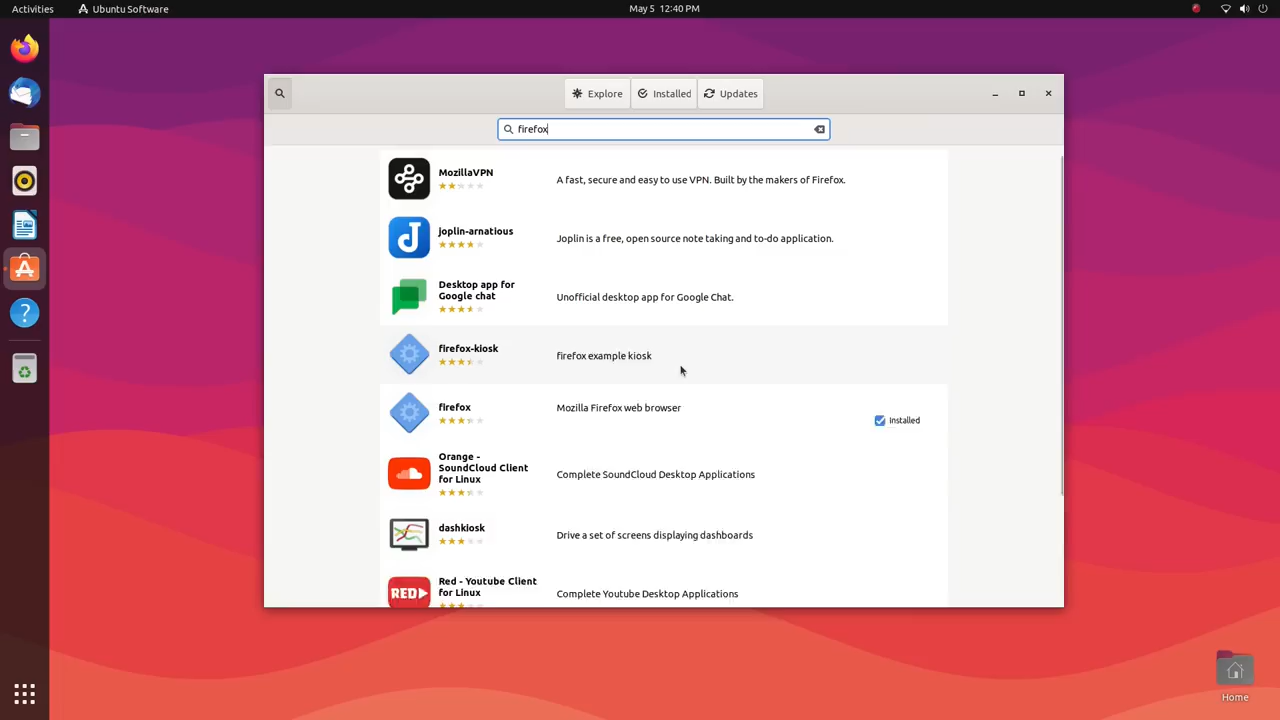 Activities
Ubuntu Software
May 5 12:40 PM
Explore
Installed
Updates
firefox
MozillaVPN
A fast, secure and easy to use VPN. Built by the makers of Firefox.
joplin-arnatious
Joplin is a free, open source note taking and to-do application.
Desktop app for
Google chat
Unofficial desktop app for Google Chat.
firefox-kiosk
firefox example kiosk
firefox
Mozilla Firefox web browser
Installed
Orange -
SoundCloud Client
for Linux
Complete SoundCloud Desktop Applications
dashkiosk
Drive a set of screens displaying dashboards
RED
Red - Youtube Client
for Linux
Complete Youtube Desktop Applications
Home